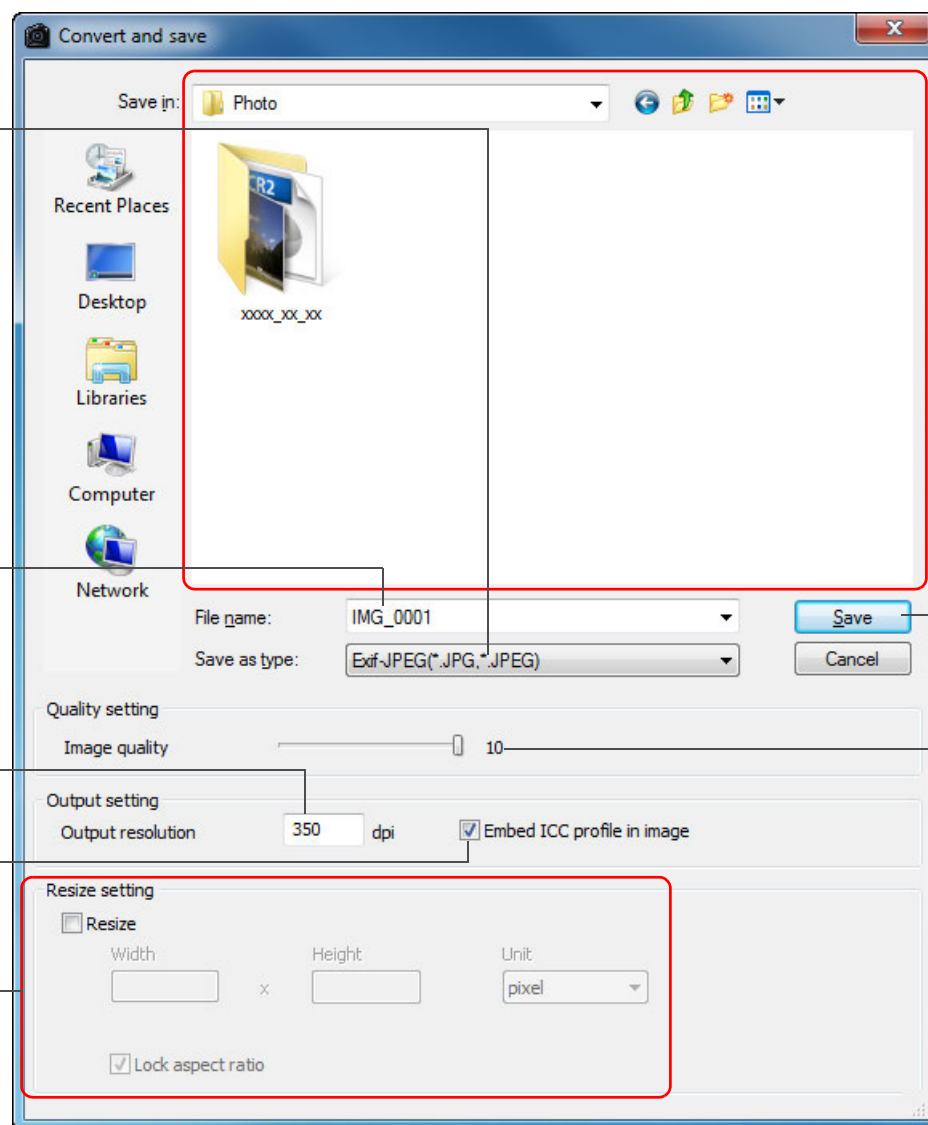 Convert and save
Save in:
Photo
CR2
xxxx_xx_xx
Recent Places
Desktop
Libraries
Computer
Network
File name:
IMG_0001
Save
Save as type:
Exif-JPEG(*.JPG,*.JPEG)
Cancel
Quality setting
Image quality
10
Output setting
Output resolution
350
dpi
Embed ICC profile in image
Resize setting
Resize
Width
Height
Unit
x
pixel
Lock aspect ratio